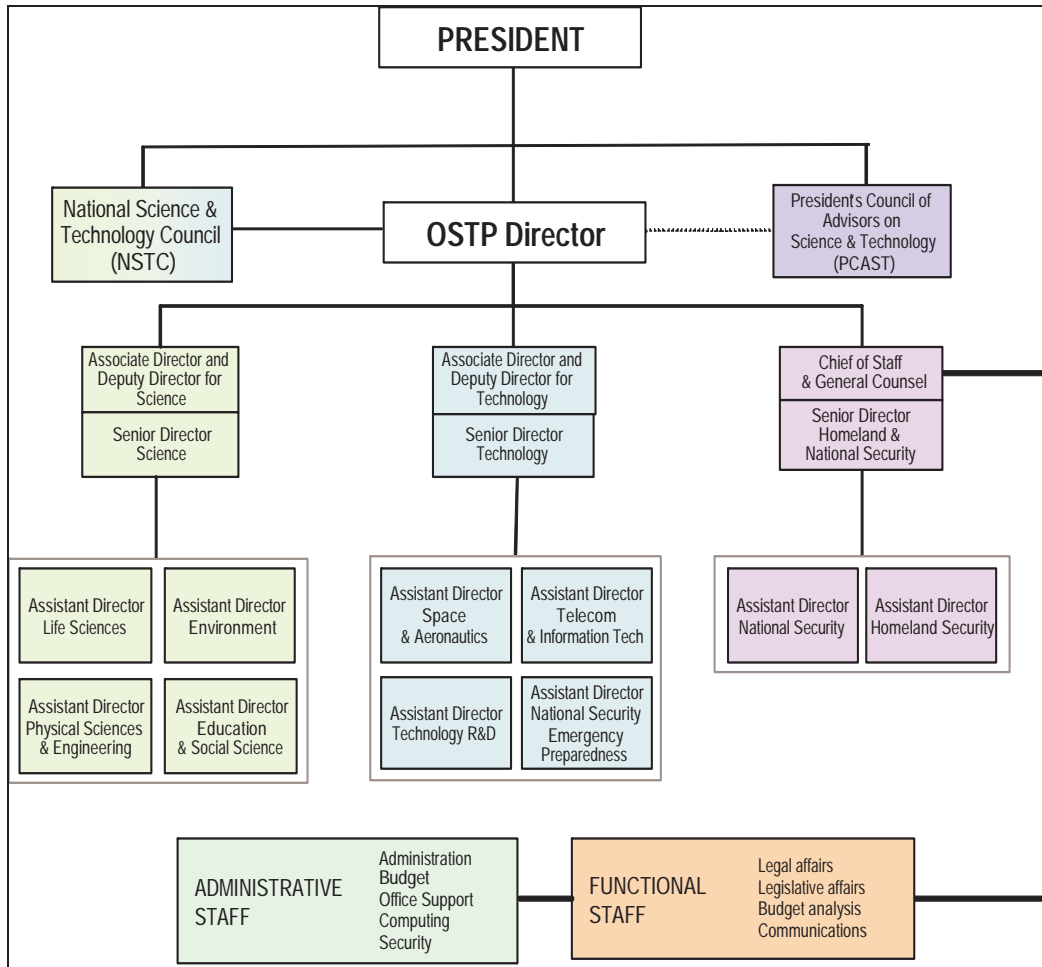 PRESIDENT
National Science &
Technology Council
(NSTC)
OSTP Director
President's Council of
Advisors on
Science & Technology
(PCAST)
Associate Director and
Deputy Director for
Science
Senior Director
Science
Associate Director and
Deputy Director for
Technology
Senior Director
Technology
Chief of Staff
& General Counsel
Senior Director
Homeland &
National Security
Assistant Director
Life Sciences
Assistant Director
Environment
Assistant Director
Physical Sciences
& Engineering
Assistant Director
Education
& Social Science
Assistant Director
Space
& Aeronautics
Assistant Director
Telecom
& Information Tech
Assistant Director
Technology R&D
Assistant Director
National Security
Emergency
Preparedness
Assistant Director
National Security
Assistant Director
Homeland Security
ADMINISTRATIVE
STAFF
Administration
Budget
Office Support
Computing
Security
FUNCTIONAL
STAFF
Legal affairs
Legislative affairs
Budget analysis
Communications